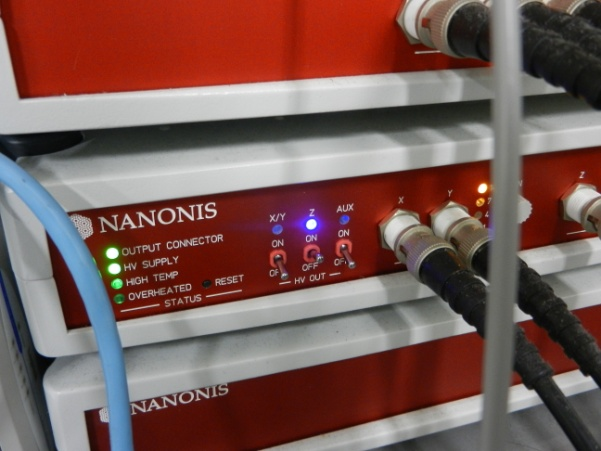 NANONIS
OUTPUT CONNECTOR
HV SUPPLY
HIGH TEMP
OVERHEATED
RESET
STATUS
X/Y Z AUX
ON ON ON
OFF OFF OFF
HV OUT
X Y Z
NANONIS